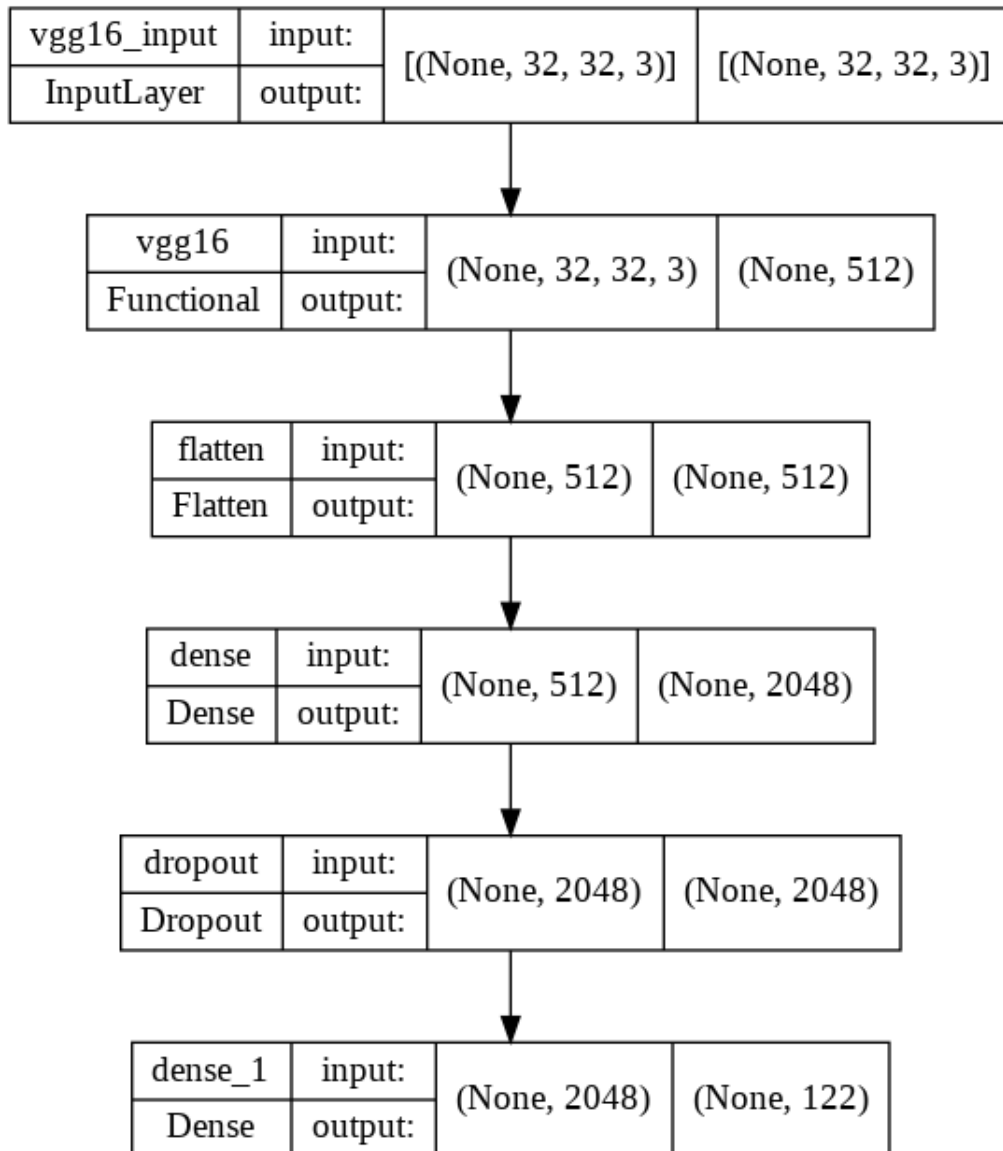 vgg16_input input: [(None, 32, 32, 3)] [(None, 32, 32, 3)]
InputLayer output:
vgg16 input: (None, 32, 32, 3) (None, 512)
Functional output:
flatten input: (None, 512) (None, 512)
Flatten output:
dense input: (None, 512) (None, 2048)
Dense output:
dropout input: (None, 2048) (None, 2048)
Dropout output:
dense_1 input: (None, 2048) (None, 122)
Dense output: